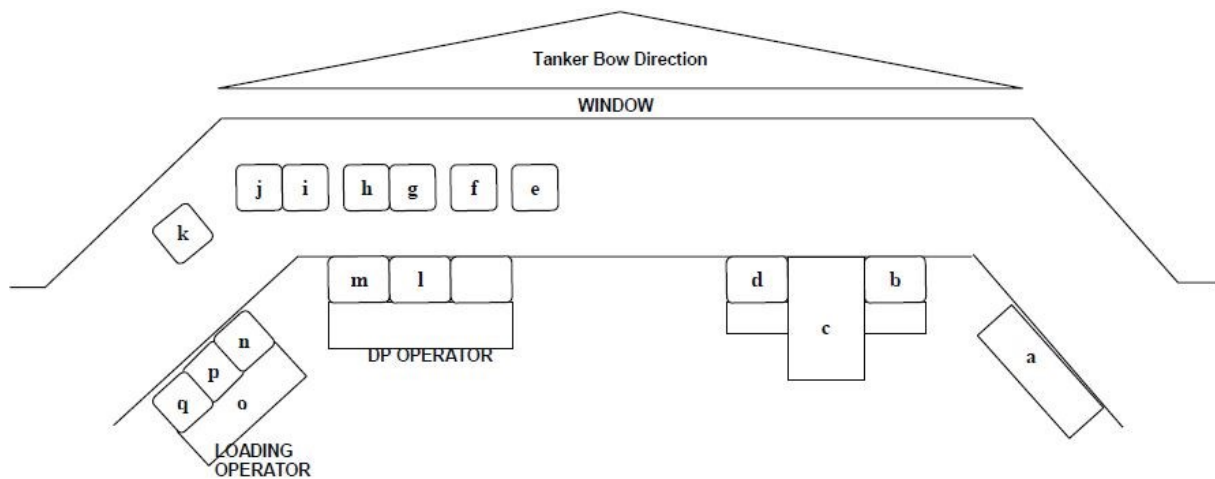 Tanker Bow Direction
WINDOW
j i h g f e
k
m l d b
c
DP OPERATOR
n
p
q o
a
LOADING
OPERATOR